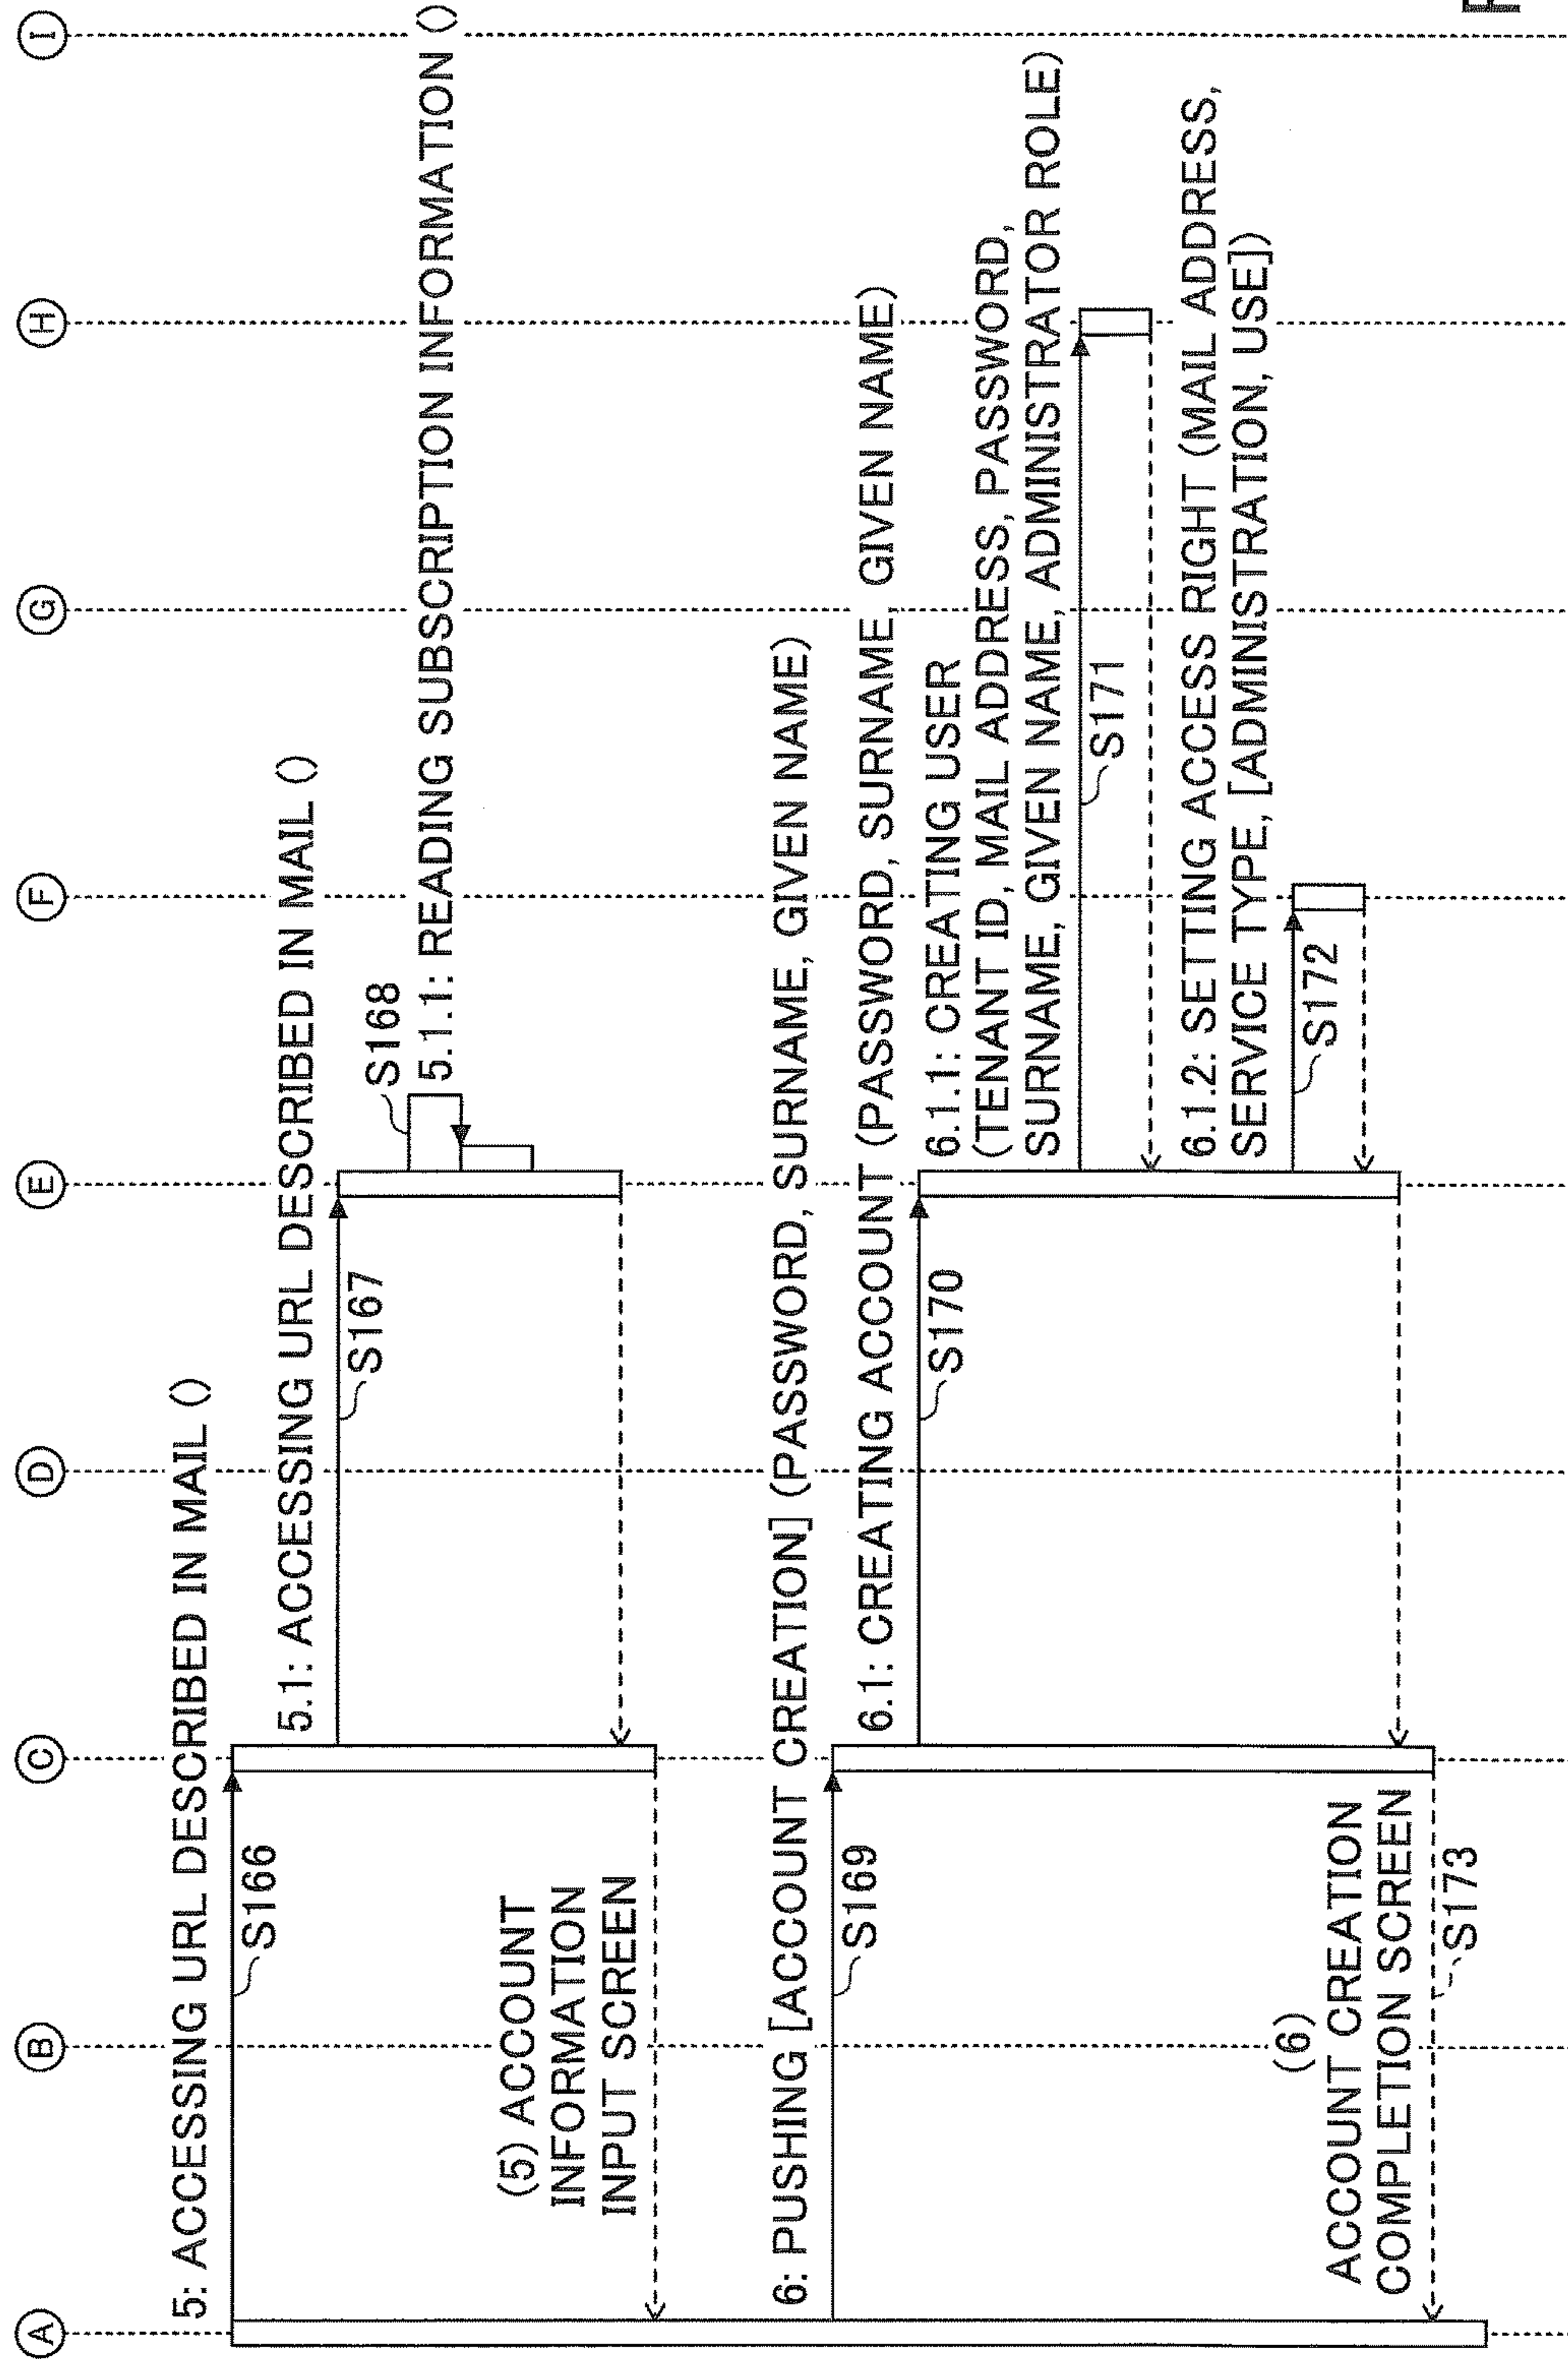 A
B
C
D
E
F
G
H
I
5: ACCESSING URL DESCRIBED IN MAIL ()
S166
5.1: ACCESSING URL DESCRIBED IN MAIL ()
S167
S168
5.1.1: READING SUBSCRIPTION INFORMATION ()
(5) ACCOUNT
INFORMATION
INPUT SCREEN
6: PUSHING [ACCOUNT CREATION] (PASSWORD, SURNAME, GIVEN NAME)
S169
6.1: CREATING ACCOUNT (PASSWORD, SURNAME, GIVEN NAME)
S170
6.1.1: CREATING USER
(TENANT ID, MAIL ADDRESS, PASSWORD,
SURNAME, GIVEN NAME, ADMINISTRATOR ROLE)
S171
6.1.2: SETTING ACCESS RIGHT (MAIL ADDRESS,
SERVICE TYPE, [ADMINISTRATION, USE])
S172
(6)
ACCOUNT CREATION
COMPLETION SCREEN
S173